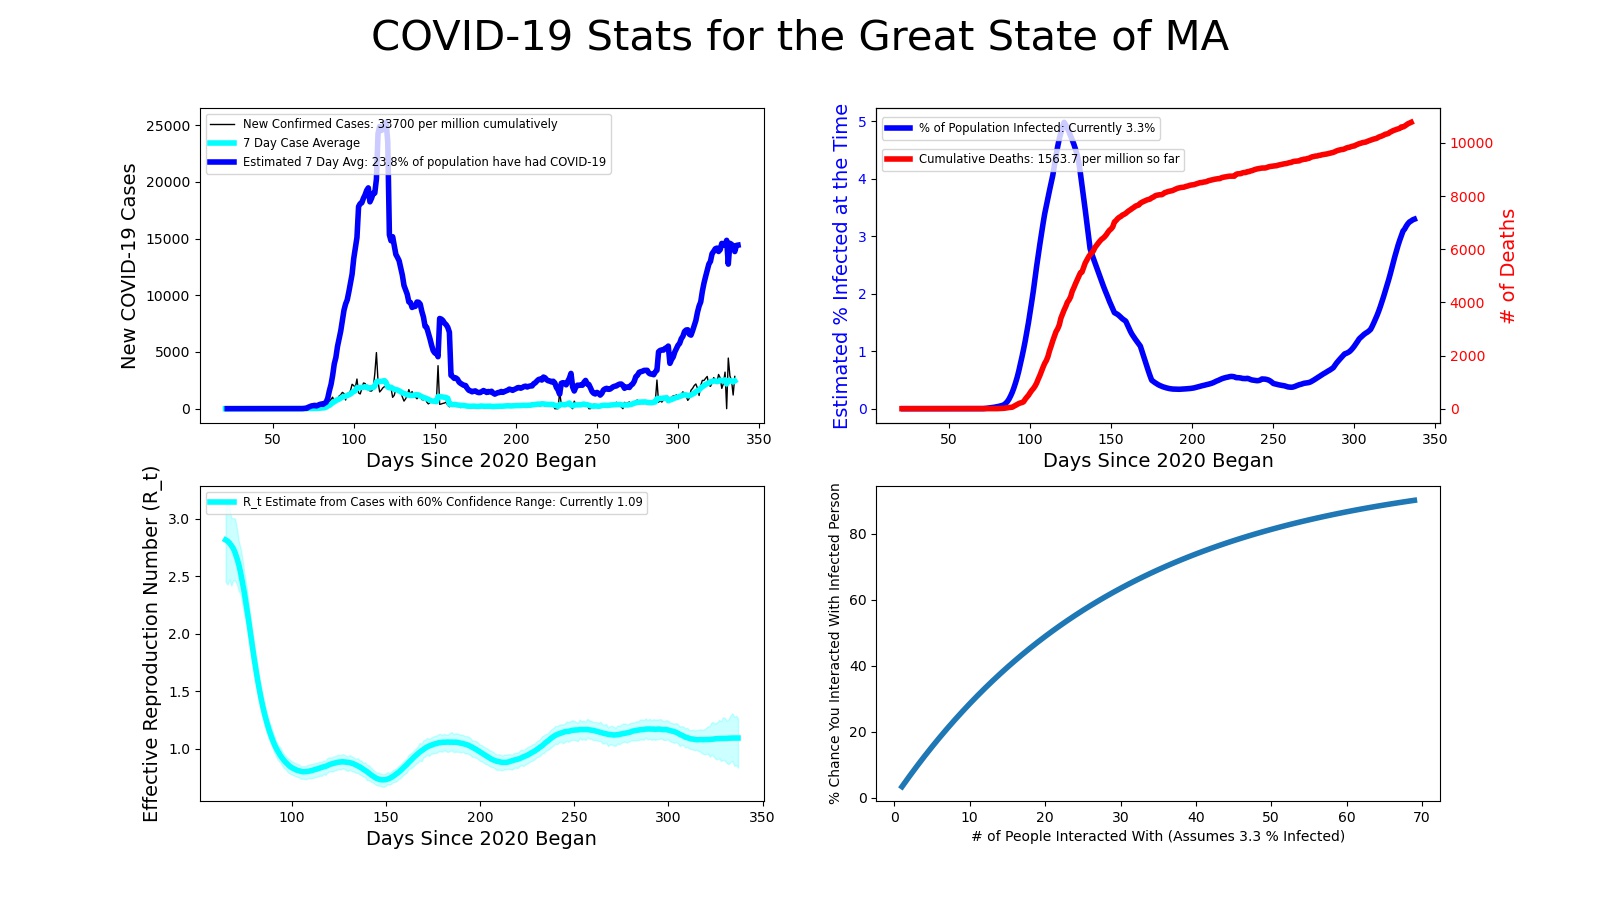 COVID-19 Stats for the Great State of MA
New COVID-19 Cases
25000
20000
15000
10000
5000
0
New Confirmed Cases: 33700 per million cumulatively
7 Day Case Average
Estimated 7 Day Avg: 23.8% of population have had COVID-19
50 100 150 200 250 300 350
Days Since 2020 Began
Estimated % Infected at the Time
5
4
3
2
1
0
% of Population Infected: Currently 3.3%
Cumulative Deaths: 1563.7 per million so far
10000
8000
6000
4000
2000
0
# of Deaths
50 100 150 200 250 300 350
Days Since 2020 Began
Effective Reproduction Number (R_t)
3.0
2.5
2.0
1.5
1.0
R_t Estimate from Cases with 60% Confidence Range: Currently 1.09
100 150 200 250 300 350
Days Since 2020 Began
% Chance You Interacted With Infected Person
80
60
40
20
0
0 10 20 30 40 50 60 70
# of People Interacted With (Assumes 3.3 % Infected)